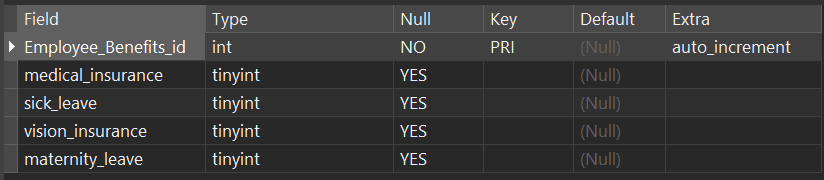 Field Type Null Key Default Extra
Employee_Benefits_id int NO PRI (Null) auto_increment
medical_insurance tinyint YES (Null)
sick_leave tinyint YES (Null)
vision_insurance tinyint YES (Null)
maternity_leave tinyint YES (Null)